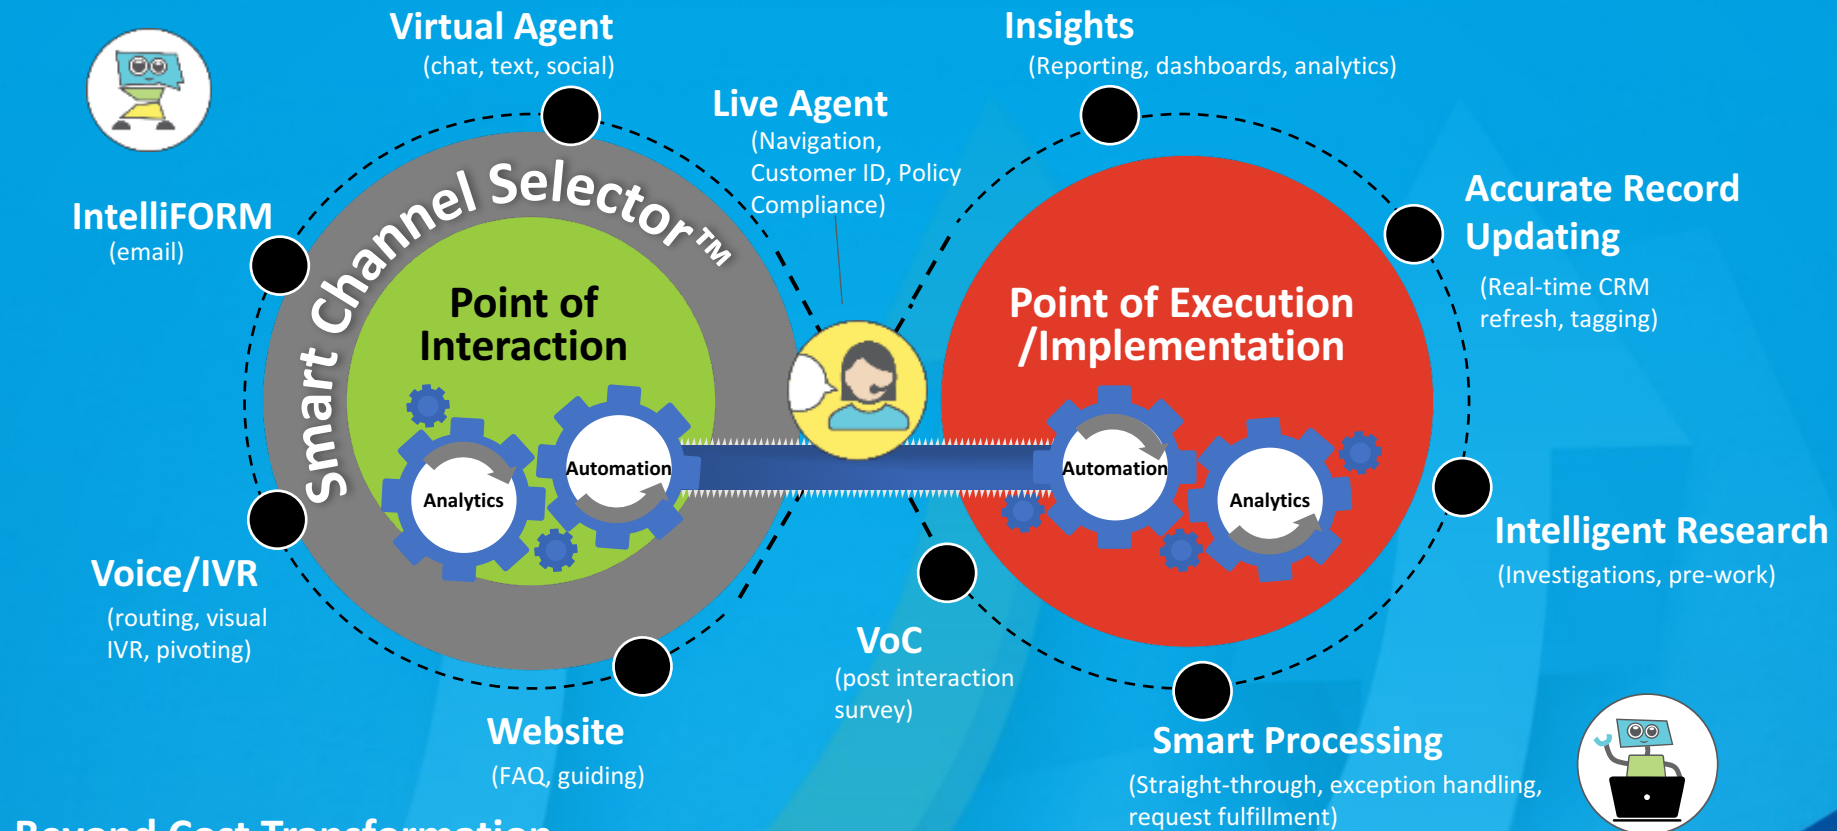 Virtual Agent
(chat, text, social)
Insights
(Reporting, dashboards, analytics)
Live Agent
(Navigation,
Customer ID, Policy
Compliance)
IntelliFORM
(email)
Smart Channel Selector™
Accurate Record
Updating
(Real-time CRM
refresh, tagging)
Point of
Interaction
Point of Execution
/Implementation
Analytics
Automation
Automation
Analytics
Intelligent Research
(Investigations, pre-work)
Voice/IVR
(routing, visual
IVR, pivoting)
VoC
(post interaction
survey)
Website
(FAQ, guiding)
Smart Processing
(Straight-through, exception handling,
request fulfillment)
Beyond Cost Transformation